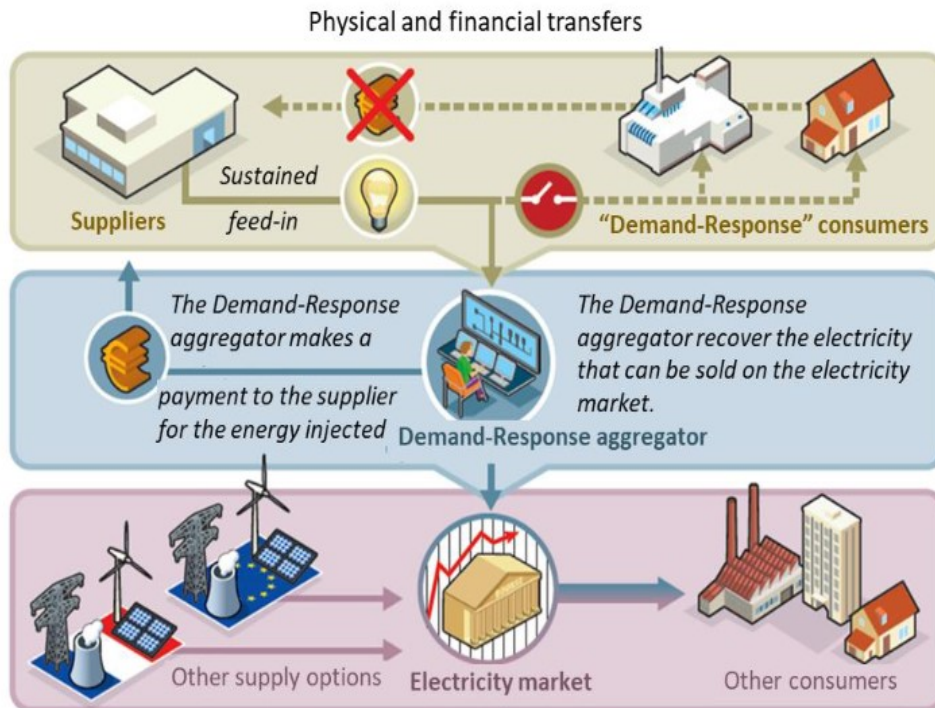 Physical and financial transfers
Suppliers
Sustained
feed-in
“Demand-Response” consumers
The Demand-Response
aggregator makes a
payment to the supplier
for the energy injected
The Demand-Response
aggregator recover the electricity
that can be sold on the electricity
market.
Demand-Response aggregator
Other supply options
Electricity market
Other consumers